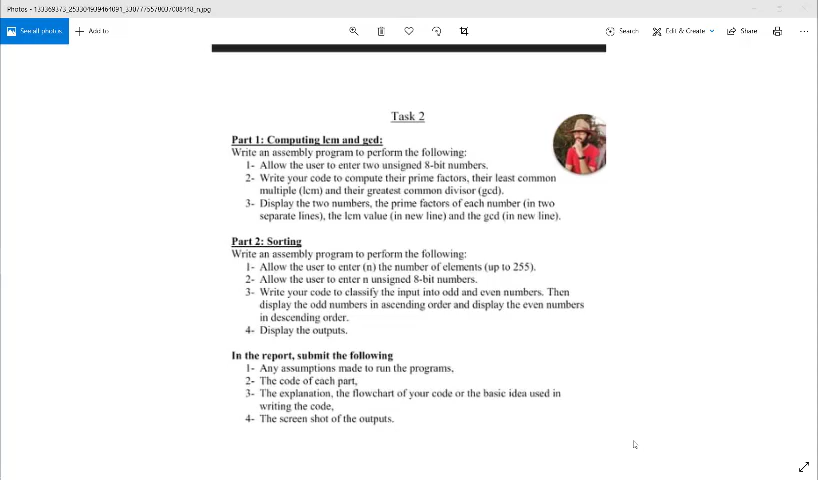 Photos - 133369373_253304939464091_3307775578037008448_n.jpg
See all photos
Add to
Search
Edit & Create
Share
Task 2
Part 1: Computing lcm and gcd:
Write an assembly program to perform the following:
1- Allow the user to enter two unsigned 8-bit numbers.
2- Write your code to compute their prime factors, their least common
multiple (lcm) and their greatest common divisor (gcd).
3- Display the two numbers, the prime factors of each number (in two
separate lines), the lcm value (in new line) and the gcd (in new line).
Part 2: Sorting
Write an assembly program to perform the following:
1- Allow the user to enter (n) the number of elements (up to 255).
2- Allow the user to enter n unsigned 8-bit numbers.
3- Write your code to classify the input into odd and even numbers. Then
display the odd numbers in ascending order and display the even numbers
in descending order.
4- Display the outputs.
In the report, submit the following
1- Any assumptions made to run the programs,
2- The code of each part,
3- The explanation, the flowchart of your code or the basic idea used in
writing the code,
4- The screen shot of the outputs.